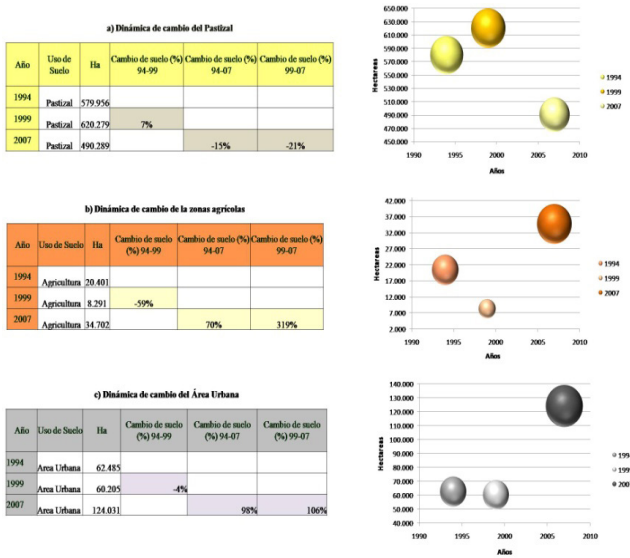 a) Dinámica de cambio del Pastizal
Año Uso de Suelo Ha Cambio de suelo (%) 94-99 Cambio de suelo (%) 94-07 Cambio de suelo (%) 99-07
1994 Pastizal 579.956
1999 Pastizal 620.279 7%
2007 Pastizal 490.289 -15% -21%
650.000
630.000
610.000
590.000
570.000
550.000
530.000
510.000
490.000
470.000
450.000
Hectareas
1990 1995 2000 2005 2010
Años
1994
1999
2007
b) Dinámica de cambio de la zonas agrícolas
Año Uso de Suelo Ha Cambio de suelo (%) 94-99 Cambio de suelo (%) 94-07 Cambio de suelo (%) 99-07
1994 Agricultura 20.401
1999 Agricultura 8.291 -59%
2007 Agricultura 34.702 70% 319%
42.000
37.000
32.000
27.000
22.000
17.000
12.000
7.000
2.000
Hectareas
1990 1995 2000 2005 2010
Años
1994
1999
2007
c) Dinámica de cambio del Área Urbana
Año Uso de Suelo Ha Cambio de suelo (%) 94-99 Cambio de suelo (%) 94-07 Cambio de suelo (%) 99-07
1994 Area Urbana 62.485
1999 Area Urbana 60.205 -4%
2007 Area Urbana 124.031 98% 106%
140.000
130.000
120.000
110.000
100.000
90.000
80.000
70.000
60.000
50.000
40.000
Hectareas
1990 1995 2000 2005 2010
Años
199
199
200